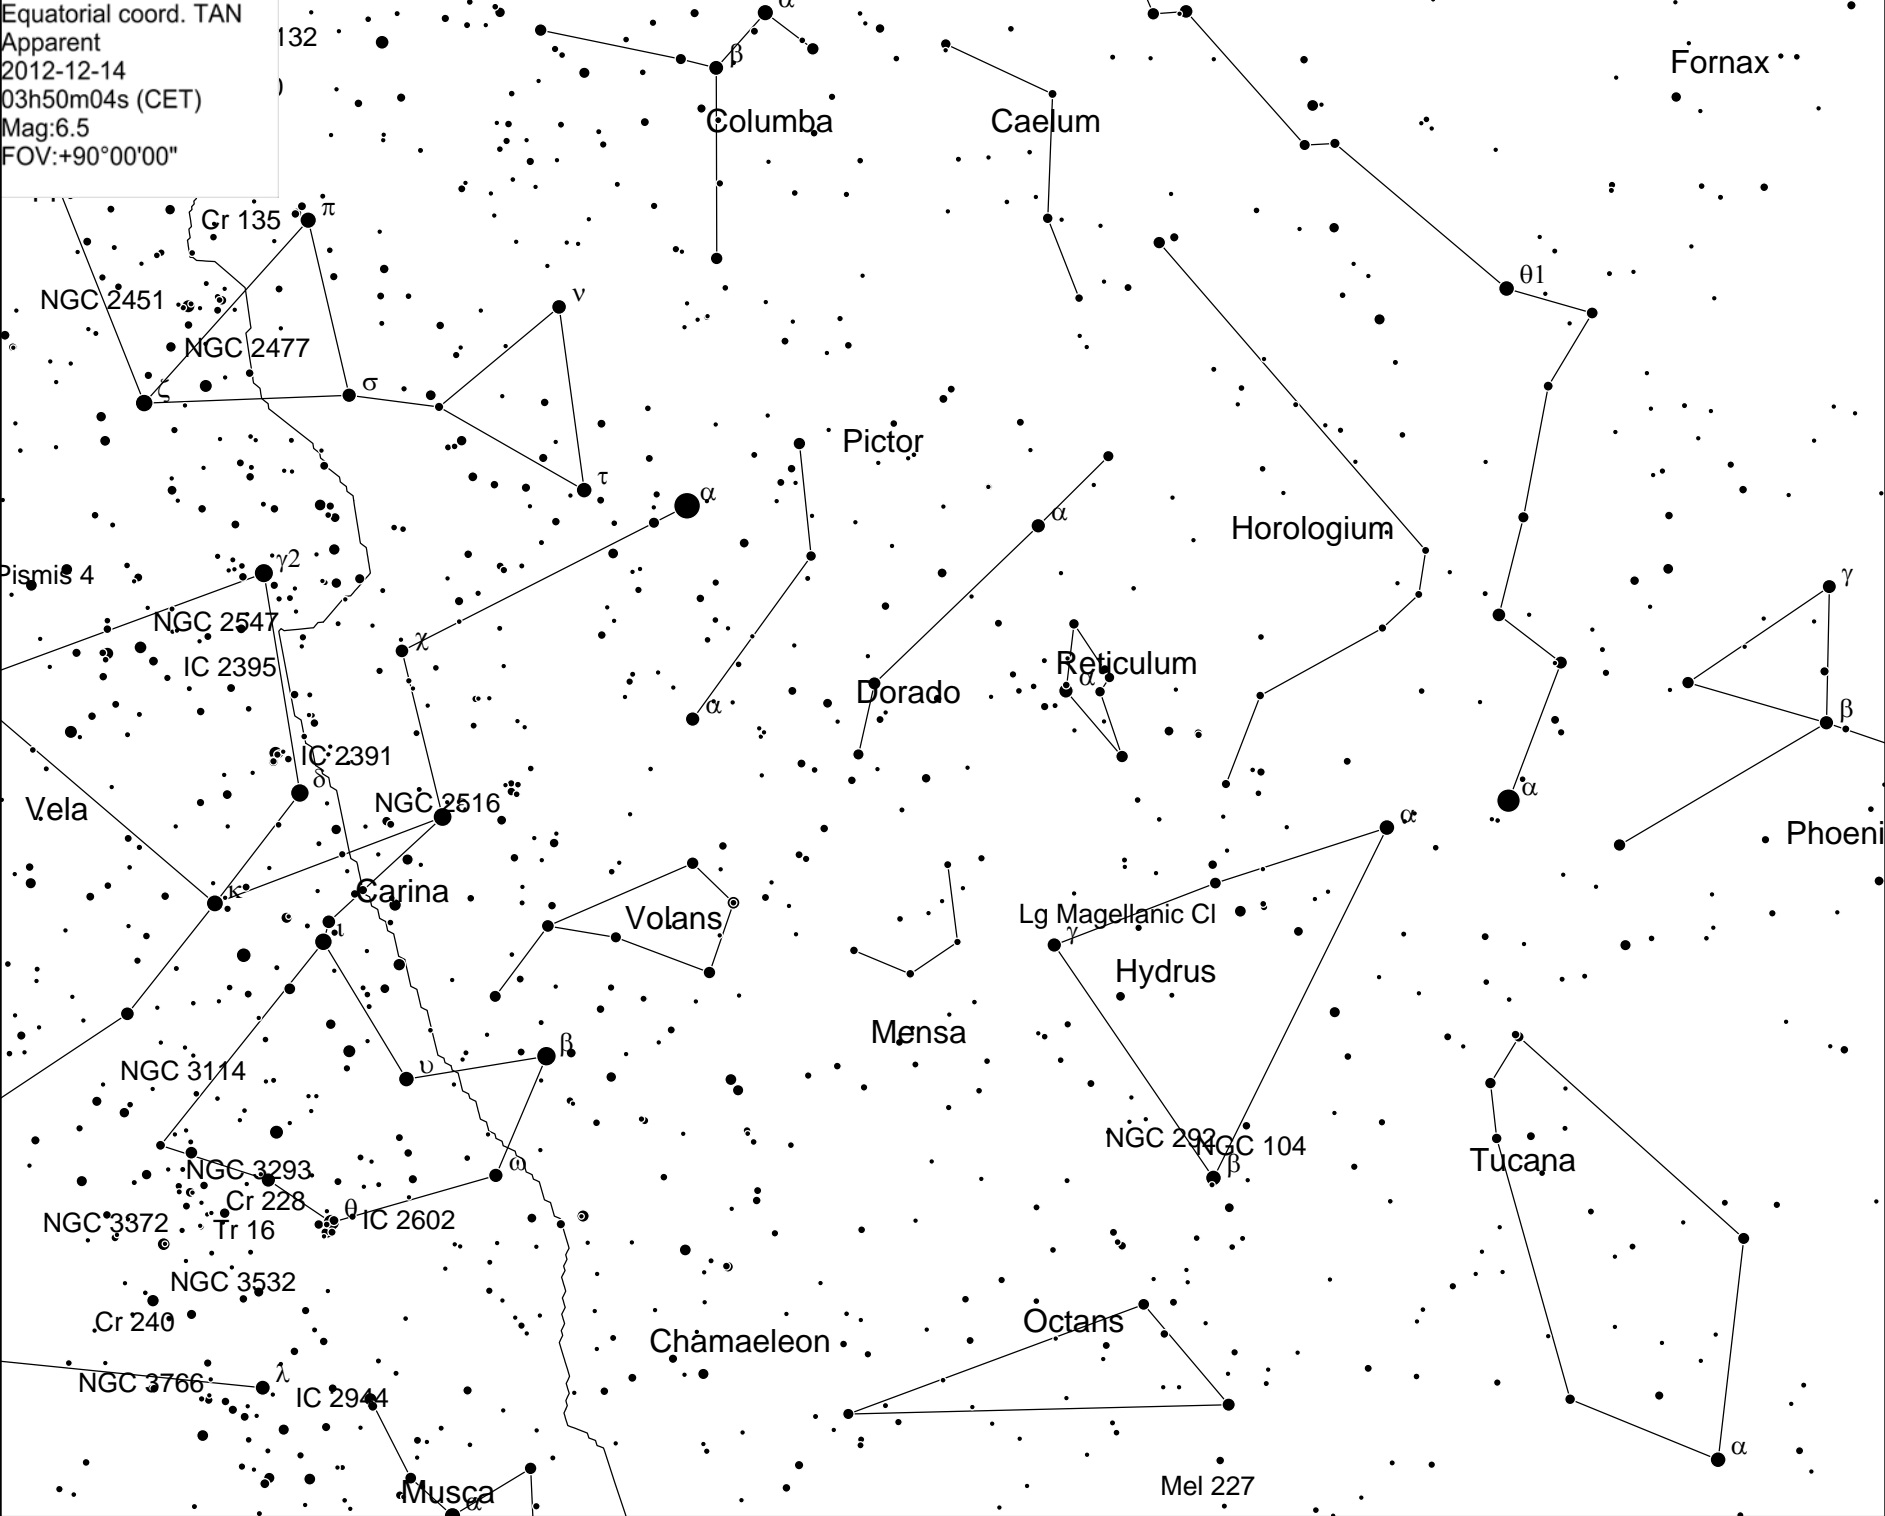 Equatorial coord. TAN
Apparent
2012-12-14
03h50m04s (CET)
Mag:6.5
FOV:+90°00'00"
132
α
β
Columba
Caelum
Fornax
Cr 135
π
θ1
NGC 2451
ν
NGC 2477
ζ
σ
Pictor
τ
α
α
Horologium
γ2
Pismis 4
γ
NGC 2547
χ
IC 2395
Reticulum
α
Dorado
α
β
IC 2391
δ
α
NGC 2516
Vela
α
Phoeni
κ
Carina
Volans
Lg Magellanic Cl
ι
γ
Hydrus
Mensa
β
υ
NGC 3114
NGC 292
NGC 104
β
Tucana
ω
NGC 3293
Cr 228
θ
IC 2602
NGC 3372
Tr 16
NGC 3532
Cr 240
Octans
Chamaeleon
λ
NGC 3766
IC 2944
α
Mel 227
Musca
α